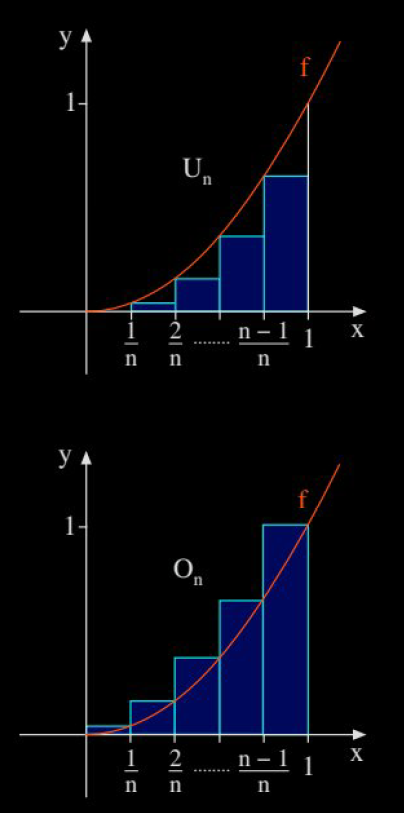 y
f
1
Uₙ
1/n 2/n ........ n − 1/n 1 x
y
f
1
Oₙ
1/n 2/n ........ n − 1/n 1 x